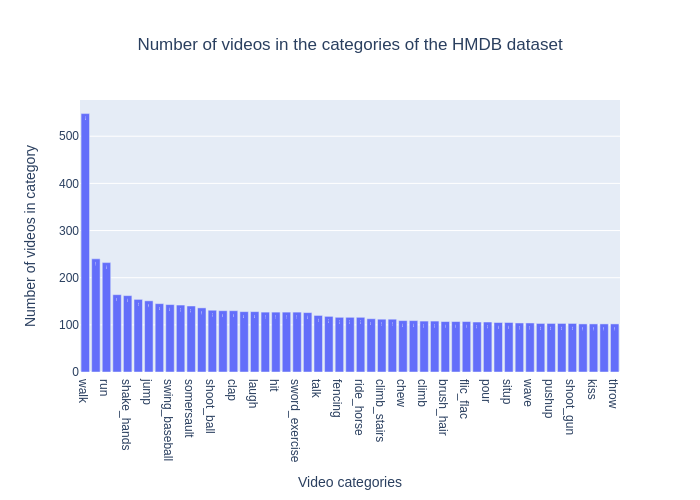 Number of videos in the categories of the HMDB dataset
Number of videos in category
500
400
300
200
100
0
walk
run
shake_hands
jump
swing_baseball
somersault
shoot_ball
clap
laugh
hit
sword_exercise
talk
fencing
ride_horse
climb_stairs
chew
climb
brush_hair
flic_flac
pour
situp
wave
pushup
shoot_gun
kiss
throw
Video categories